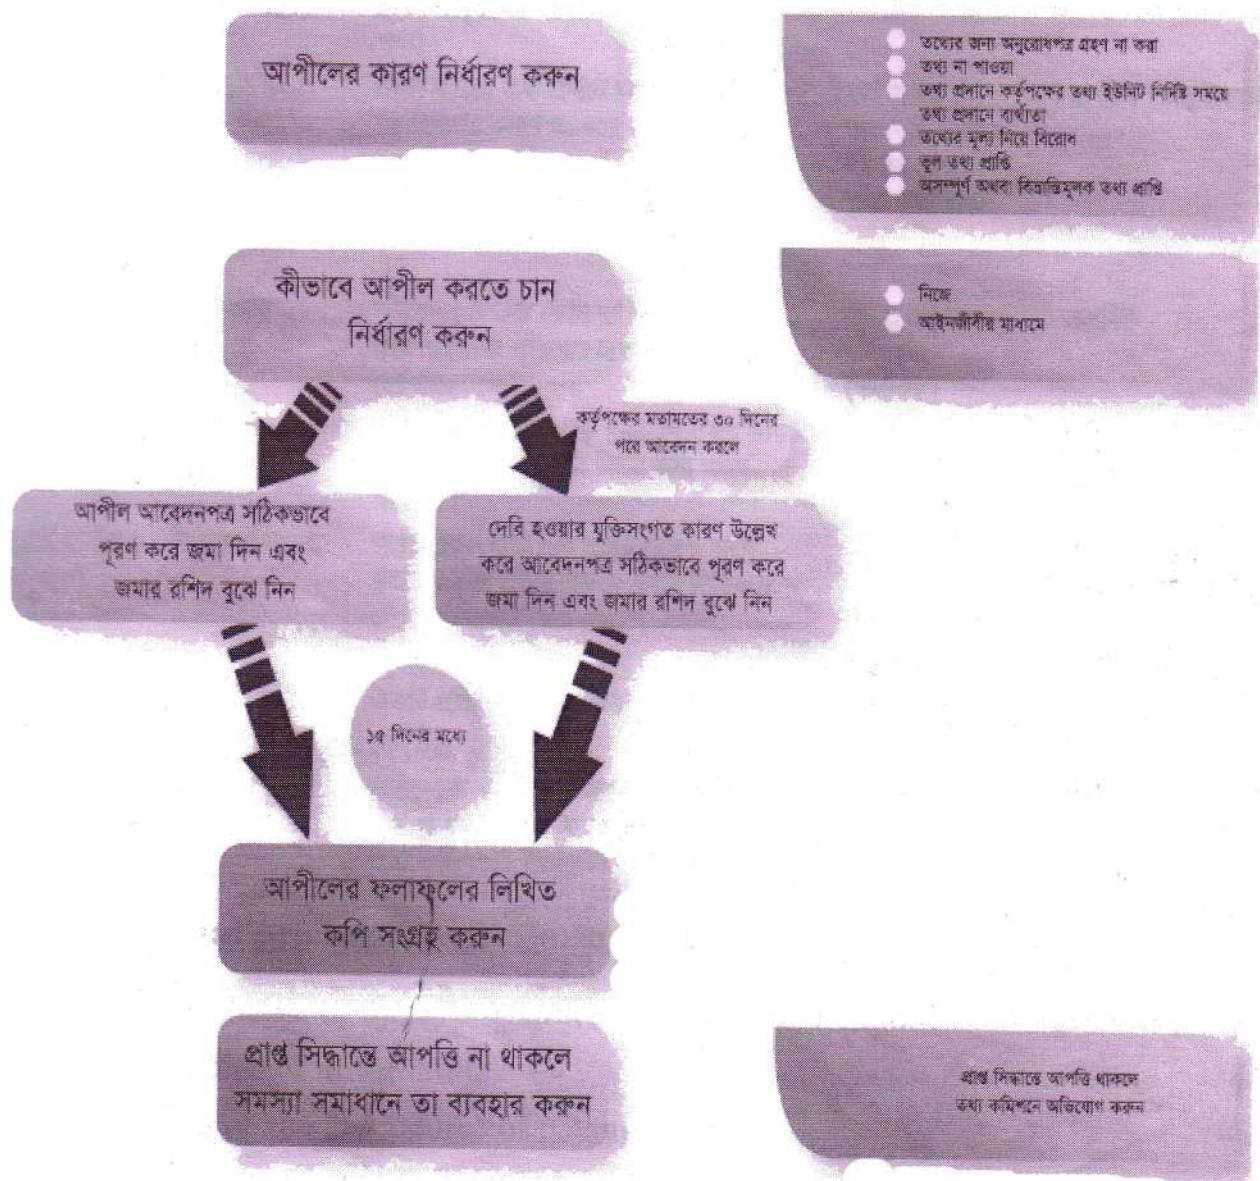 আপীলের কারণ নির্ধারণ করুন
তথ্যের জন্য অনুরোধপত্র গ্রহণ না করা
তথ্য না পাওয়া
তথ্য প্রদানে কর্তৃপক্ষের তথ্য ইউনিট নির্দিষ্ট সময়ে
তথ্য প্রদানে ব্যর্থতা
তথ্যের মূল্য নিয়ে বিরোধ
ভুল তথ্য প্রাপ্তি
অসম্পূর্ণ অথবা বিভ্রান্তিমূলক তথ্য প্রাপ্তি
কীভাবে আপীল করতে চান
নির্ধারণ করুন
নিজে
আইনজীবীর মাধ্যমে
কর্তৃপক্ষের মতামতের ৩০ দিনের
পরে আবেদন করলে
আপীল আবেদনপত্র সঠিকভাবে
পূরণ করে জমা দিন এবং
জমার রশিদ বুঝে নিন
দেরি হওয়ার যুক্তিসংগত কারণ উল্লেখ
করে আবেদনপত্র সঠিকভাবে পূরণ করে
জমা দিন এবং জমার রশিদ বুঝে নিন
১৫ দিনের মধ্যে
আপীলের ফলাফলের লিখিত
কপি সংগ্রহ করুন
প্রাপ্ত সিদ্ধান্তে আপত্তি না থাকলে
সমস্যা সমাধানে তা ব্যবহার করুন
প্রাপ্ত সিদ্ধান্তে আপত্তি থাকলে
তথ্য কমিশনে অভিযোগ করুন